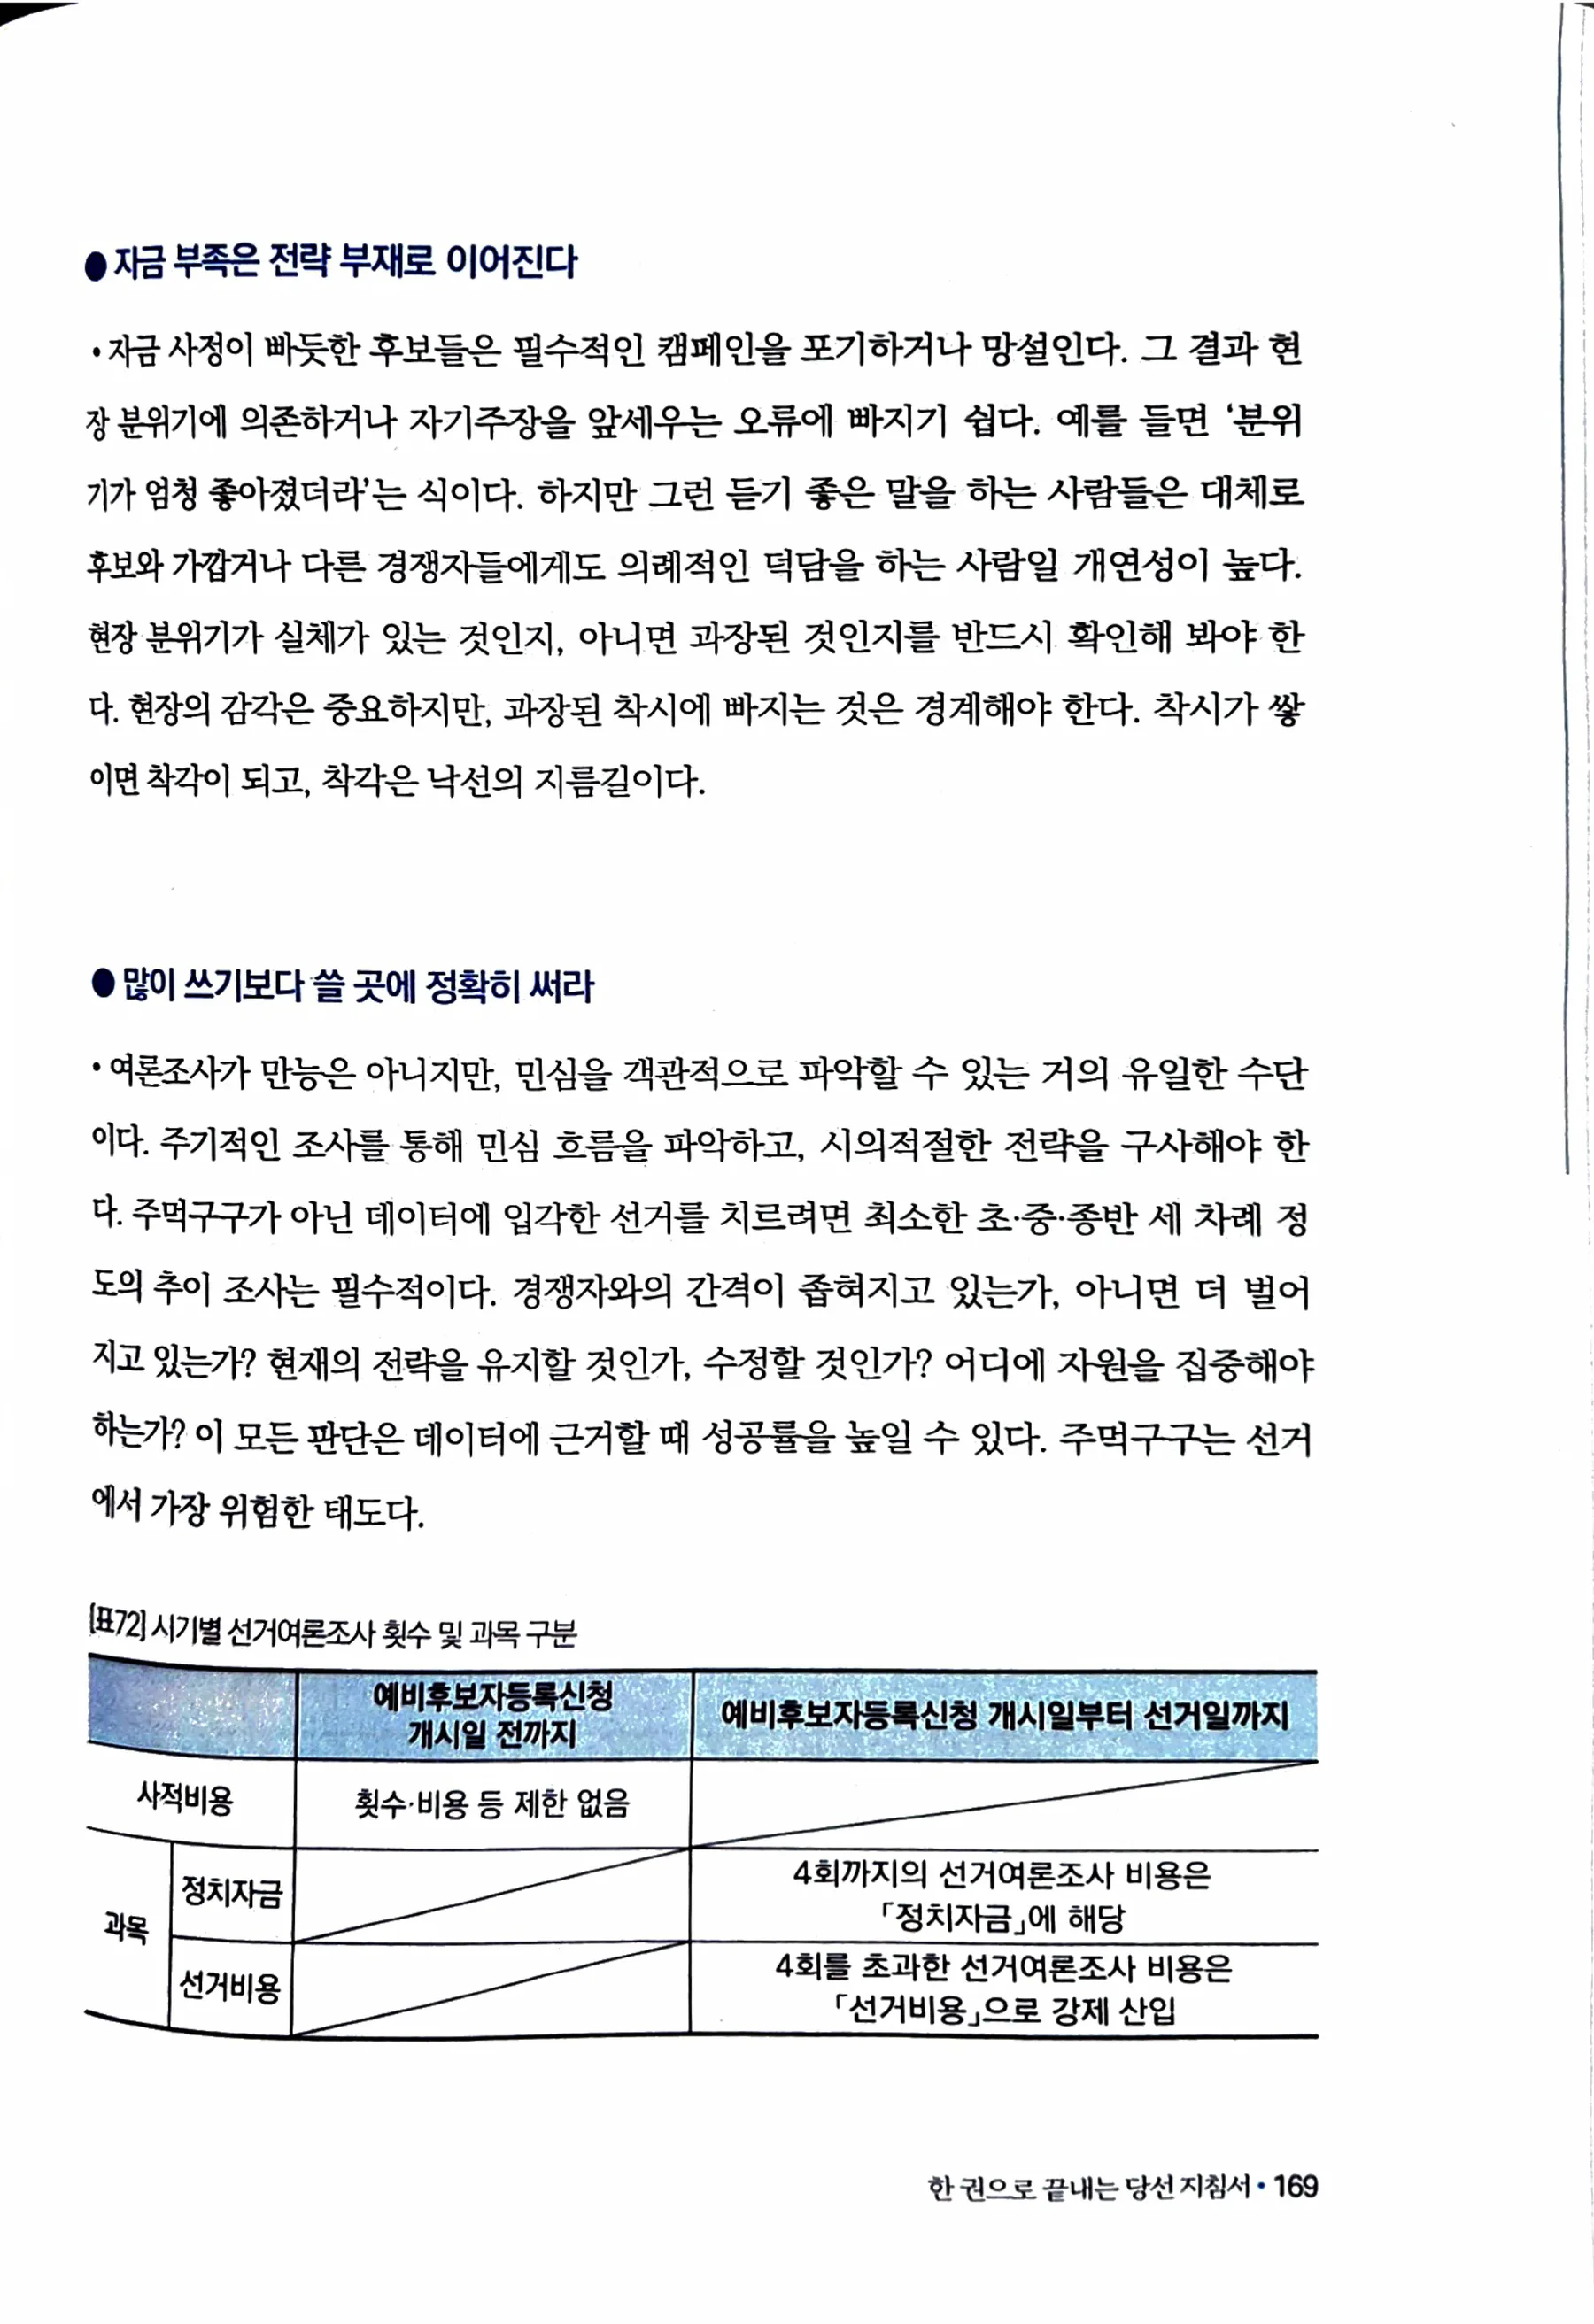 ● 자금 부족은 전략 부재로 이어진다
• 자금 사정이 빠듯한 후보들은 필수적인 캠페인을 포기하거나 망설인다. 그 결과 현
장 분위기에 의존하거나 자기주장을 앞세우는 오류에 빠지기 쉽다. 예를 들면 ‘분위
기가 엄청 좋아졌더라’는 식이다. 하지만 그런 듣기 좋은 말을 하는 사람들은 대체로
후보와 가깝거나 다른 경쟁자들에게도 의례적인 덕담을 하는 사람일 개연성이 높다.
현장 분위기가 실체가 있는 것인지, 아니면 과장된 것인지를 반드시 확인해 봐야 한
다. 현장의 감각은 중요하지만, 과장된 착시에 빠지는 것은 경계해야 한다. 착시가 쌓
이면 착각이 되고, 착각은 낙선의 지름길이다.
● 많이 쓰기보다 쓸 곳에 정확히 써라
• 여론조사가 만능은 아니지만, 민심을 객관적으로 파악할 수 있는 거의 유일한 수단
이다. 주기적인 조사를 통해 민심 흐름을 파악하고, 시의적절한 전략을 구사해야 한
다. 주먹구구가 아닌 데이터에 입각한 선거를 치르려면 최소한 초·중·종반 세 차례 정
도의 추이 조사는 필수적이다. 경쟁자와의 간격이 좁혀지고 있는가, 아니면 더 벌어
지고 있는가? 현재의 전략을 유지할 것인가, 수정할 것인가? 어디에 자원을 집중해야
하는가? 이 모든 판단은 데이터에 근거할 때 성공률을 높일 수 있다. 주먹구구는 선거
에서 가장 위험한 태도다.
[표72] 시기별 선거여론조사 횟수 및 과목 구분
예비후보자등록신청
개시일 전까지
예비후보자등록신청 개시일부터 선거일까지
사적비용
횟수·비용 등 제한 없음
과목
정치자금
4회까지의 선거여론조사 비용은
「정치자금」에 해당
선거비용
4회를 초과한 선거여론조사 비용은
「선거비용」으로 강제 산입
한 권으로 끝내는 당선 지침서 • 169